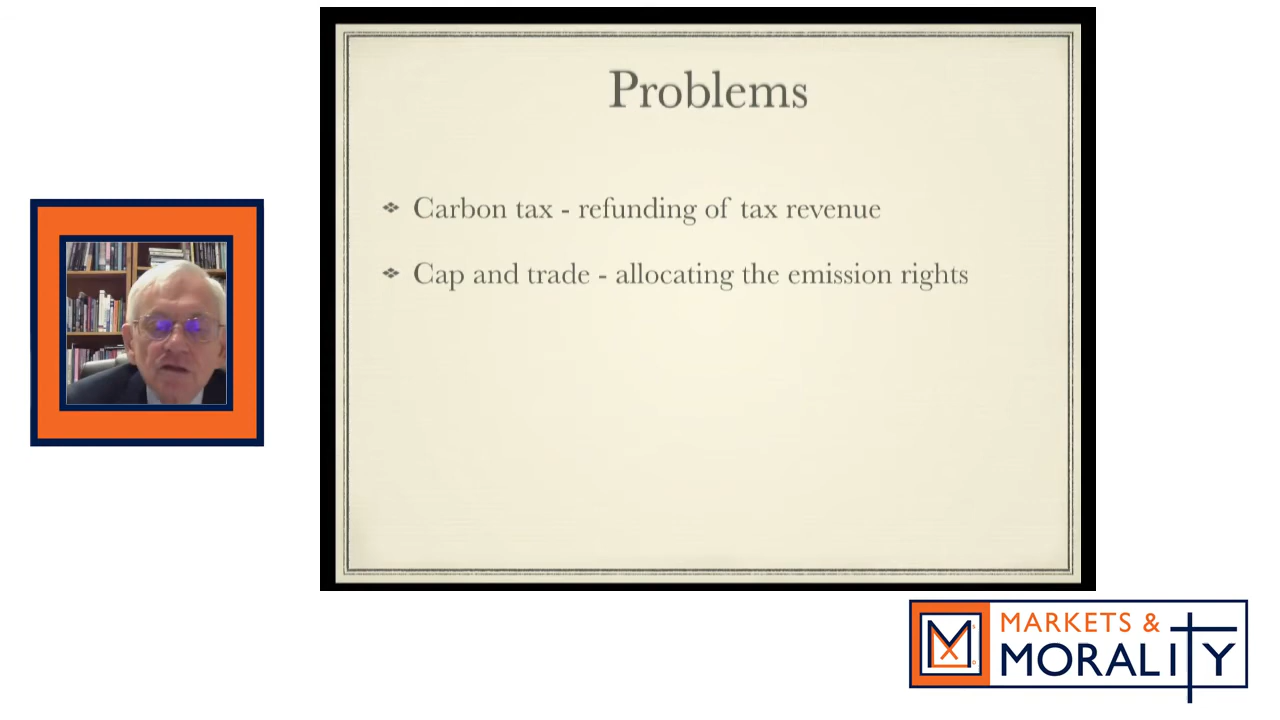 Problems
Carbon tax - refunding of tax revenue
Cap and trade - allocating the emission rights
MARKETS &
MORALITY